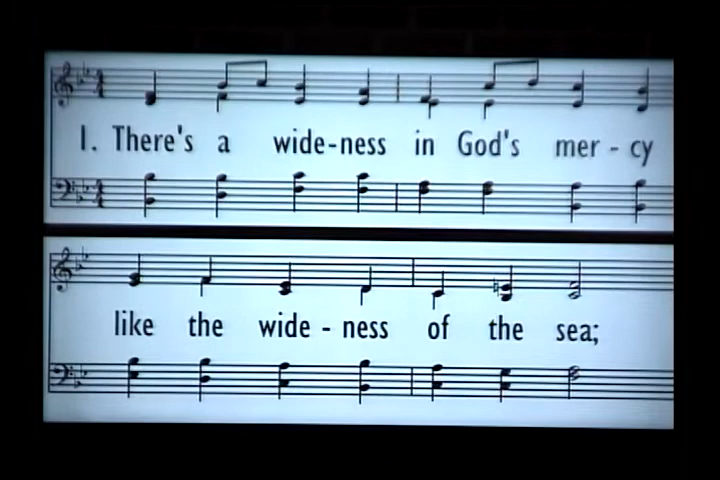 1. There's a wide-ness in God's mer - cy
like the wide - ness of the sea;